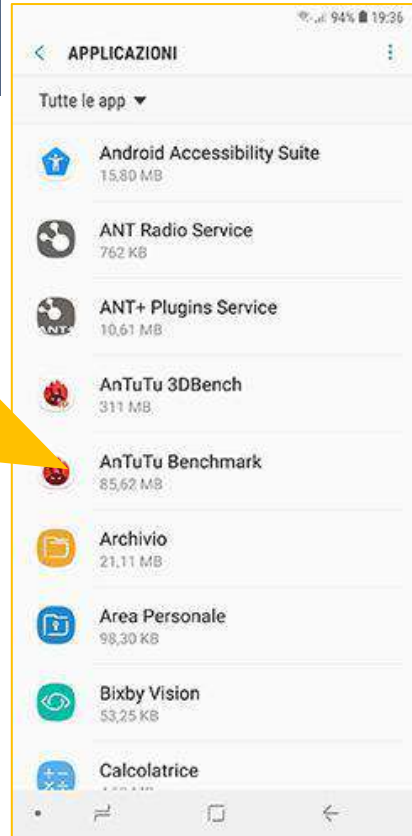 94% 19:36
APPLICAZIONI
Tutte le app
Android Accessibility Suite
15,80 MB
ANT Radio Service
762 KB
ANT+ Plugins Service
10,61 MB
AnTuTu 3DBench
311 MB
AnTuTu Benchmark
85,62 MB
Archivio
21,11 MB
Area Personale
98,30 KB
Bixby Vision
53,25 KB
Calcolatrice